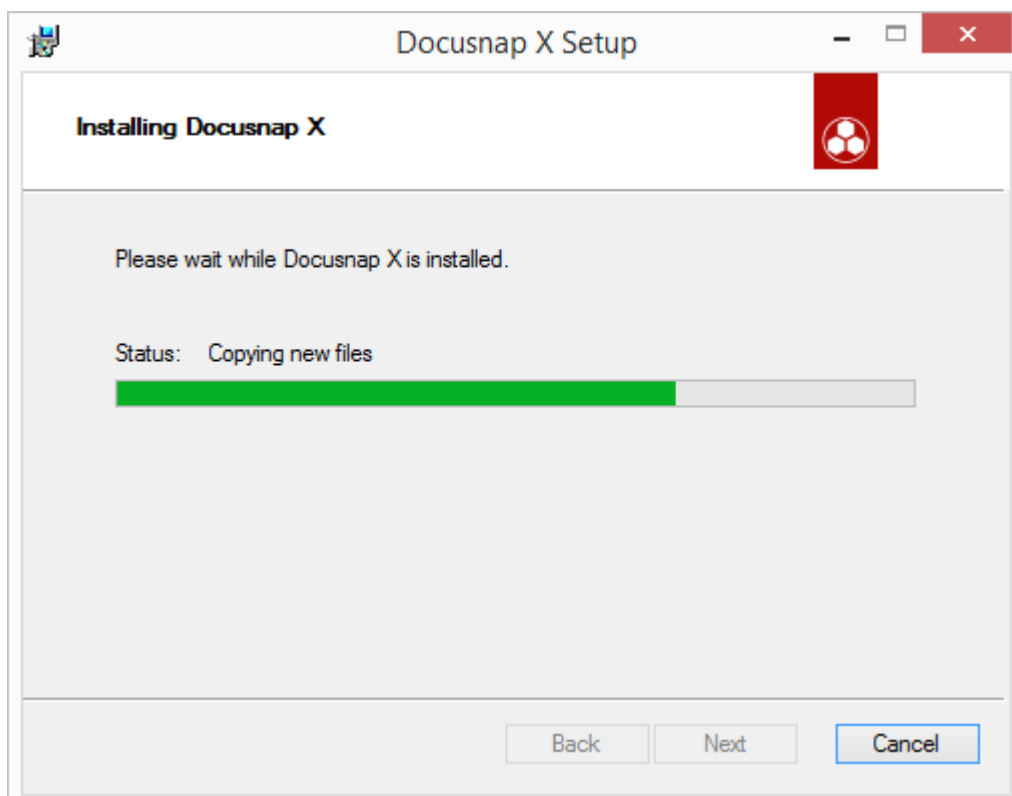 Docusnap X Setup
Installing Docusnap X
Please wait while Docusnap X is installed.
Status: Copying new files
Back Next Cancel